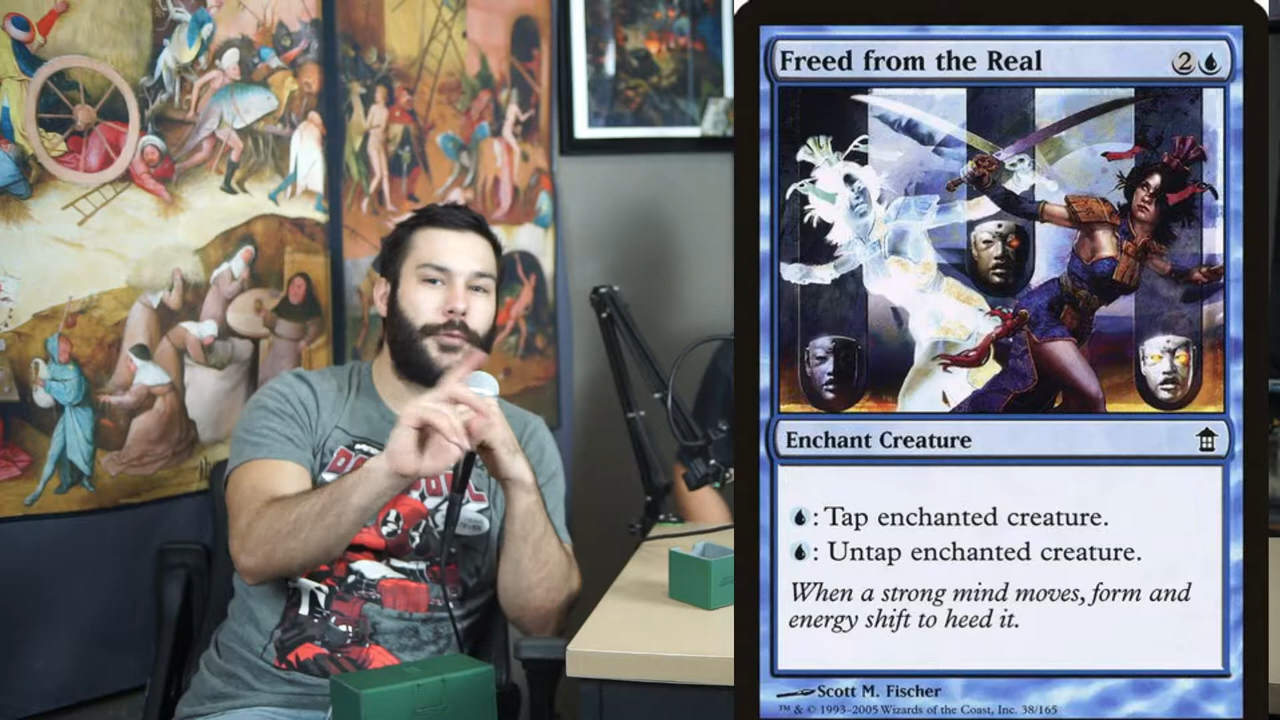 Freed from the Real 2
Enchant Creature
: Tap enchanted creature.
: Untap enchanted creature.
When a strong mind moves, form and
energy shift to heed it.
Scott M. Fischer
™ & © 1993-2005 Wizards of the Coast, Inc. 38/165